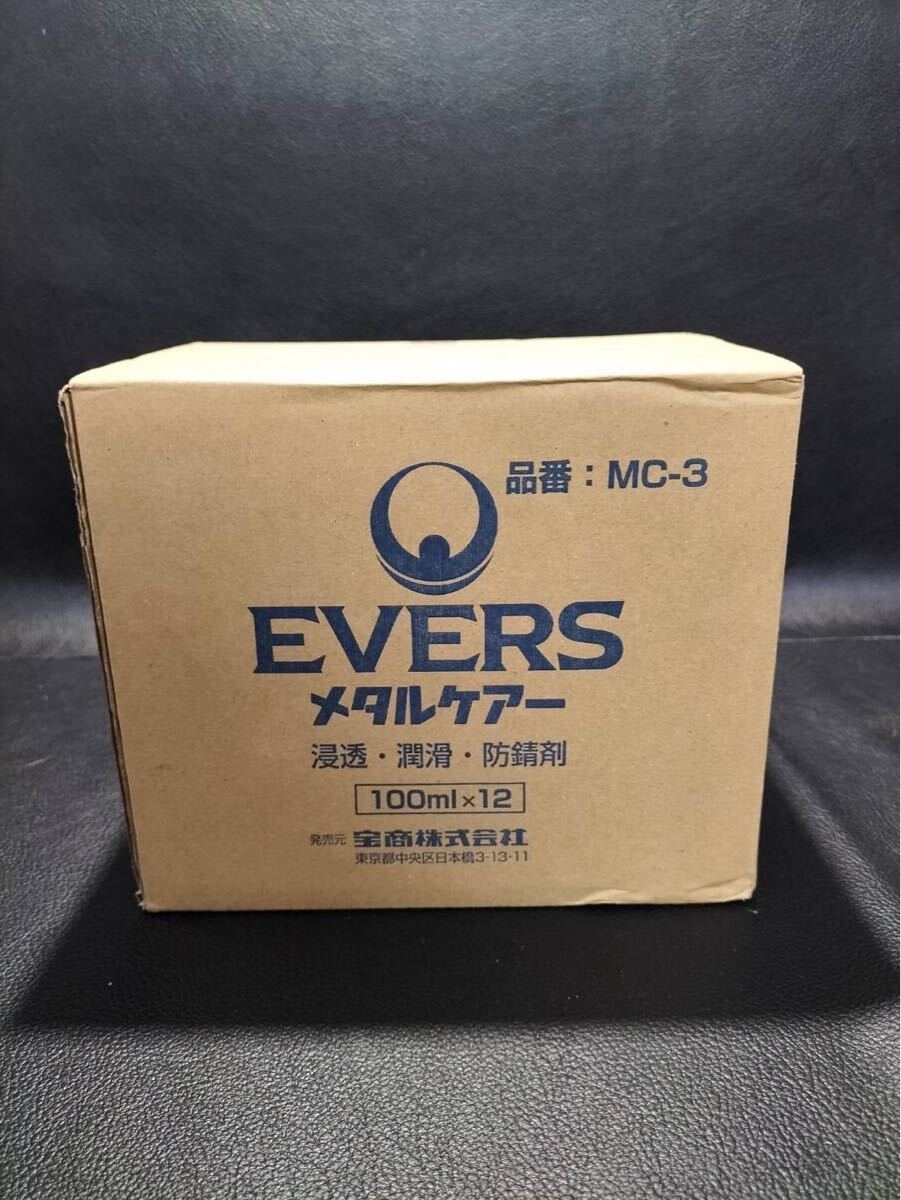 品番：MC-3
EVERS
メタルケアー
浸透・潤滑・防錆剤
100ml×12
発売元 宝商株式会社
東京都中央区日本橋3-13-11